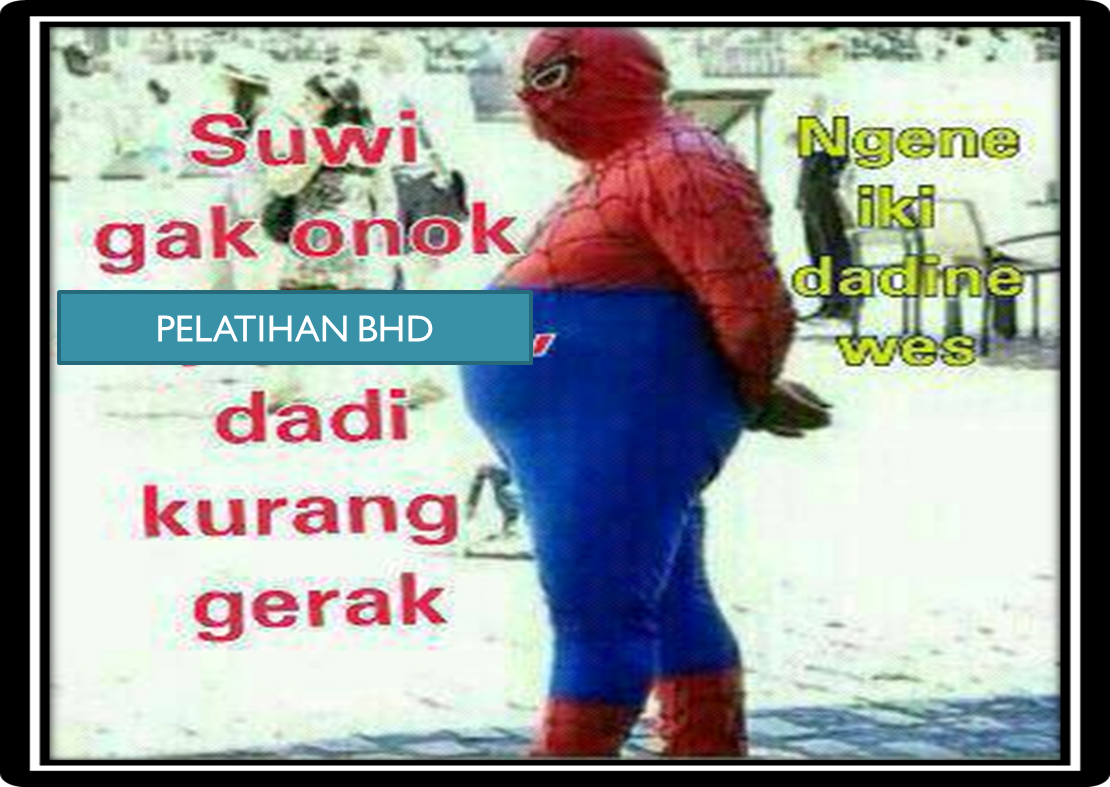 Suwi
gak onok
PELATIHAN BHD
dadi
kurang
gerak
Ngene
iki
dadine
wes